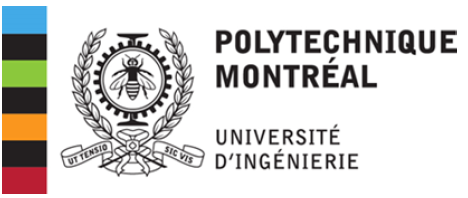 POLYTECHNIQUE
MONTRÉAL
UNIVERSITÉ
D'INGÉNIERIE
UT TENSIO SIC VIS